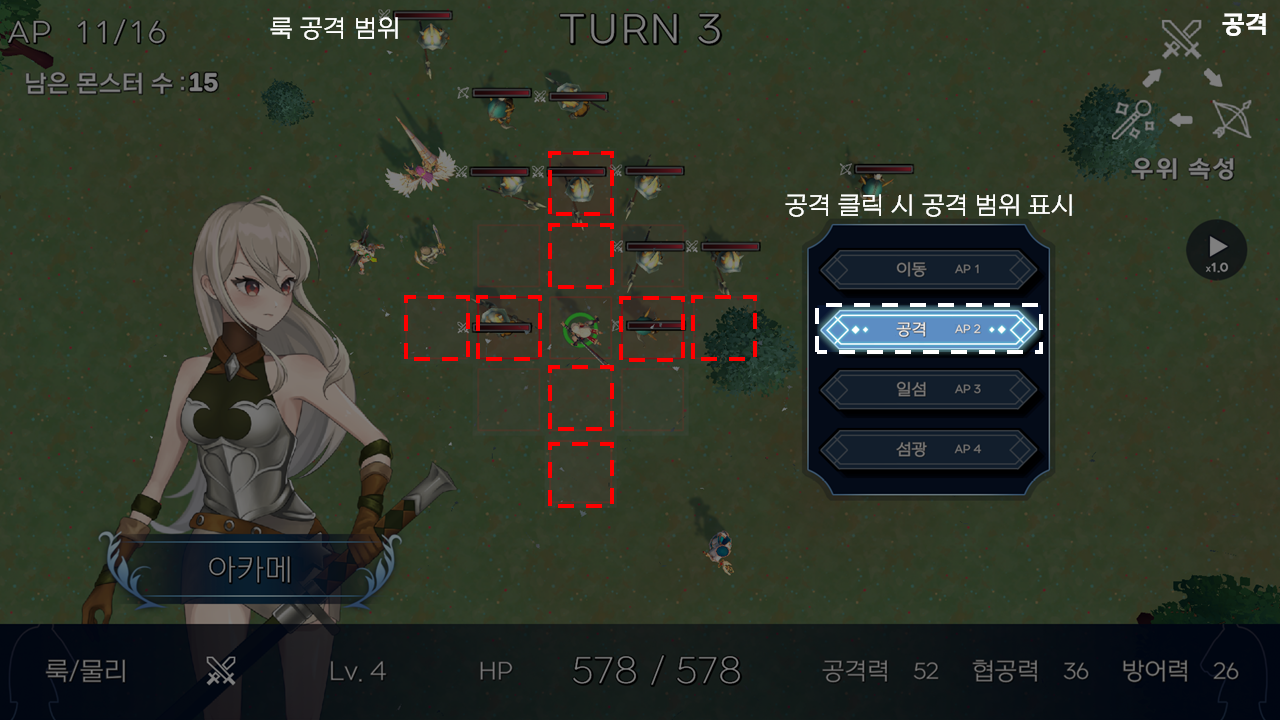 AP 11/16
룩 공격 범위
TURN 3
공격
남은 몬스터 수 :15
우위 속성
공격 클릭 시 공격 범위 표시
x1.0
이동 AP 1
공격 AP 2
일섬 AP 3
섬광 AP 4
아카메
룩/물리
Lv. 4
HP 578 / 578
공격력 52
협공력 36
방어력 26